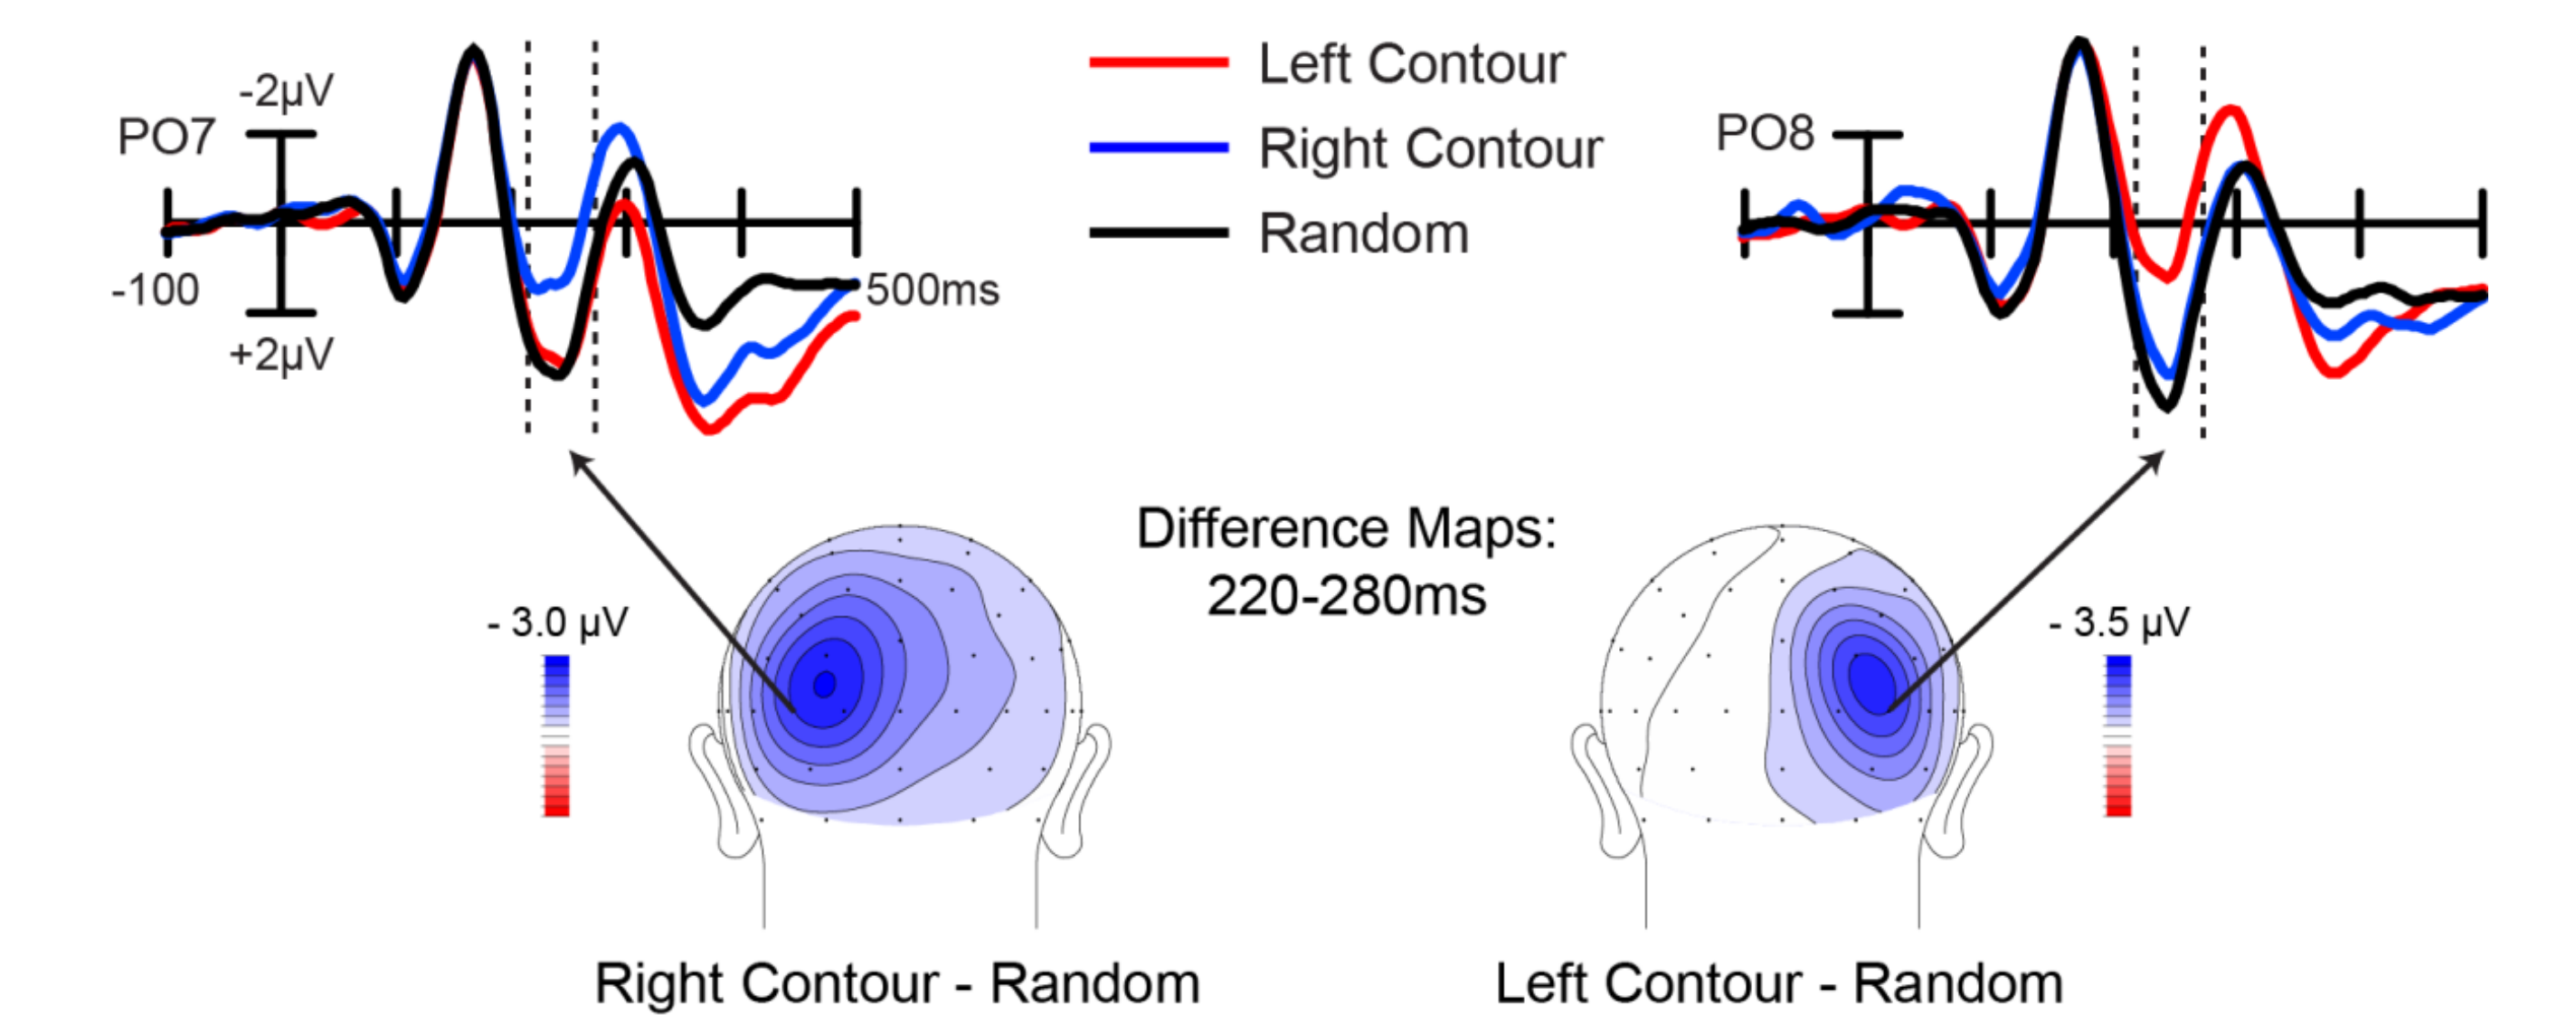 -2µV
PO7
-100
+2µV
500ms
Left Contour
Right Contour
Random
PO8
Difference Maps:
220-280ms
- 3.0 µV
- 3.5 µV
Right Contour - Random
Left Contour - Random